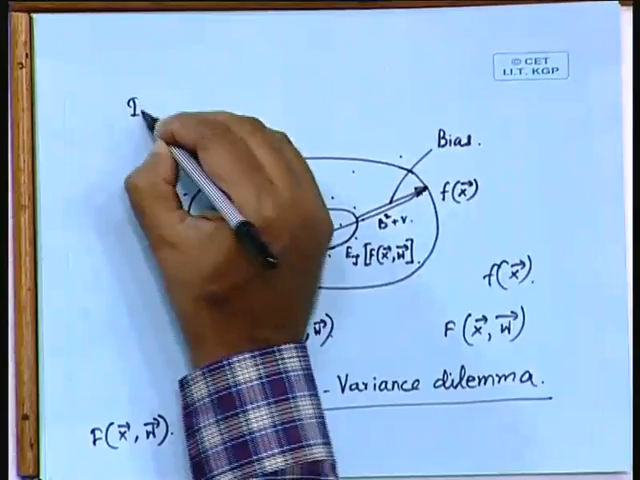 © CET
I.I.T. KGP
I
Bias.
f(x⃗)
B²+V.
E_J[F(x⃗,w⃗)]
f(x⃗).
w⃗).
F(x⃗,w⃗)
- Variance dilemma.
F(x⃗,w⃗).